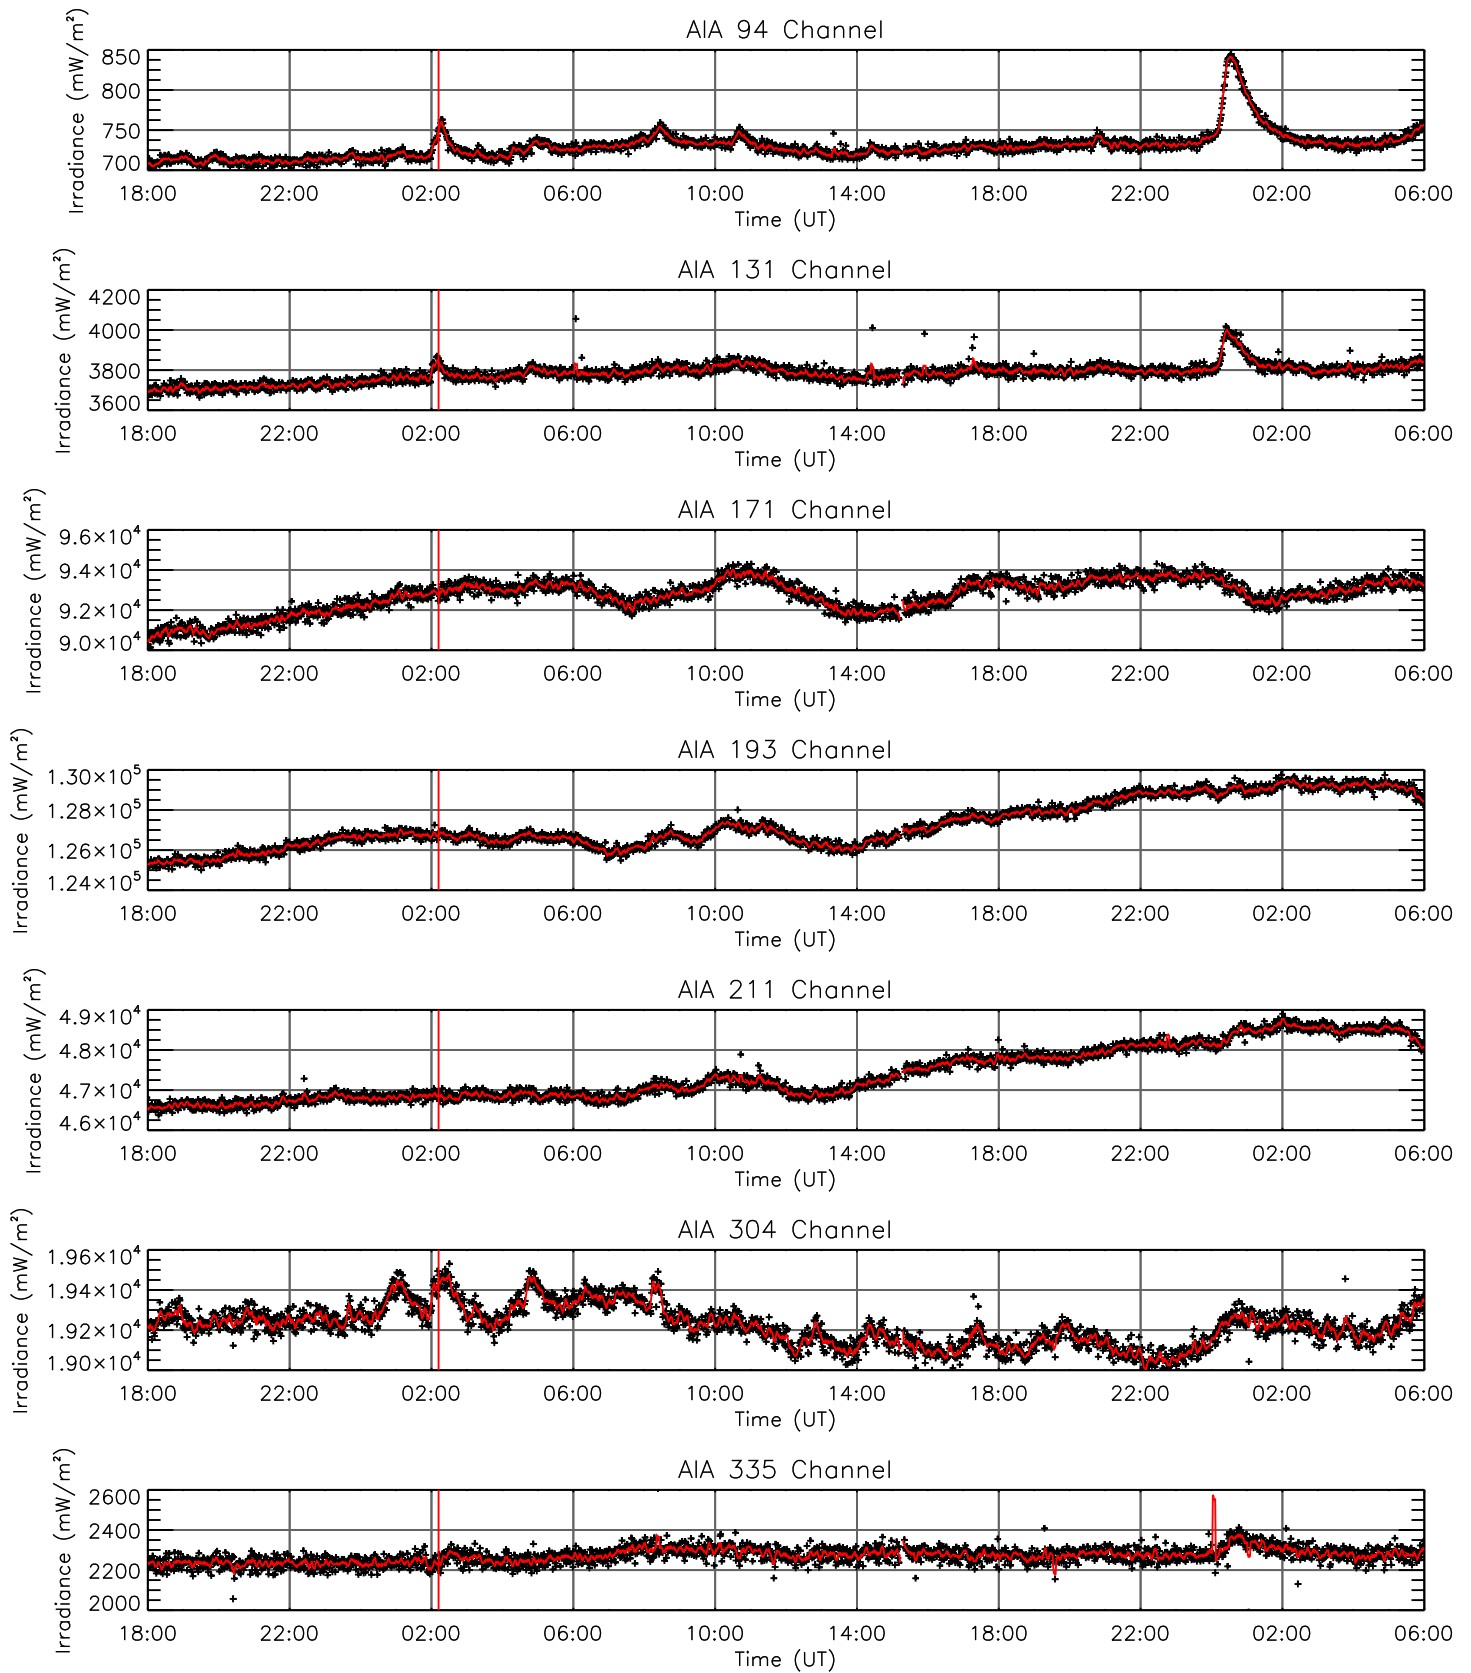 AIA 94 Channel
Irradiance (mW/m²)
850
800
750
700
18:00 22:00 02:00 06:00 10:00 14:00 18:00 22:00 02:00 06:00
Time (UT)
AIA 131 Channel
Irradiance (mW/m²)
4200
4000
3800
3600
18:00 22:00 02:00 06:00 10:00 14:00 18:00 22:00 02:00 06:00
Time (UT)
AIA 171 Channel
Irradiance (mW/m²)
9.6×10⁴
9.4×10⁴
9.2×10⁴
9.0×10⁴
18:00 22:00 02:00 06:00 10:00 14:00 18:00 22:00 02:00 06:00
Time (UT)
AIA 193 Channel
Irradiance (mW/m²)
1.30×10⁵
1.28×10⁵
1.26×10⁵
1.24×10⁵
18:00 22:00 02:00 06:00 10:00 14:00 18:00 22:00 02:00 06:00
Time (UT)
AIA 211 Channel
Irradiance (mW/m²)
4.9×10⁴
4.8×10⁴
4.7×10⁴
4.6×10⁴
18:00 22:00 02:00 06:00 10:00 14:00 18:00 22:00 02:00 06:00
Time (UT)
AIA 304 Channel
Irradiance (mW/m²)
1.96×10⁴
1.94×10⁴
1.92×10⁴
1.90×10⁴
18:00 22:00 02:00 06:00 10:00 14:00 18:00 22:00 02:00 06:00
Time (UT)
AIA 335 Channel
Irradiance (mW/m²)
2600
2400
2200
2000
18:00 22:00 02:00 06:00 10:00 14:00 18:00 22:00 02:00 06:00
Time (UT)